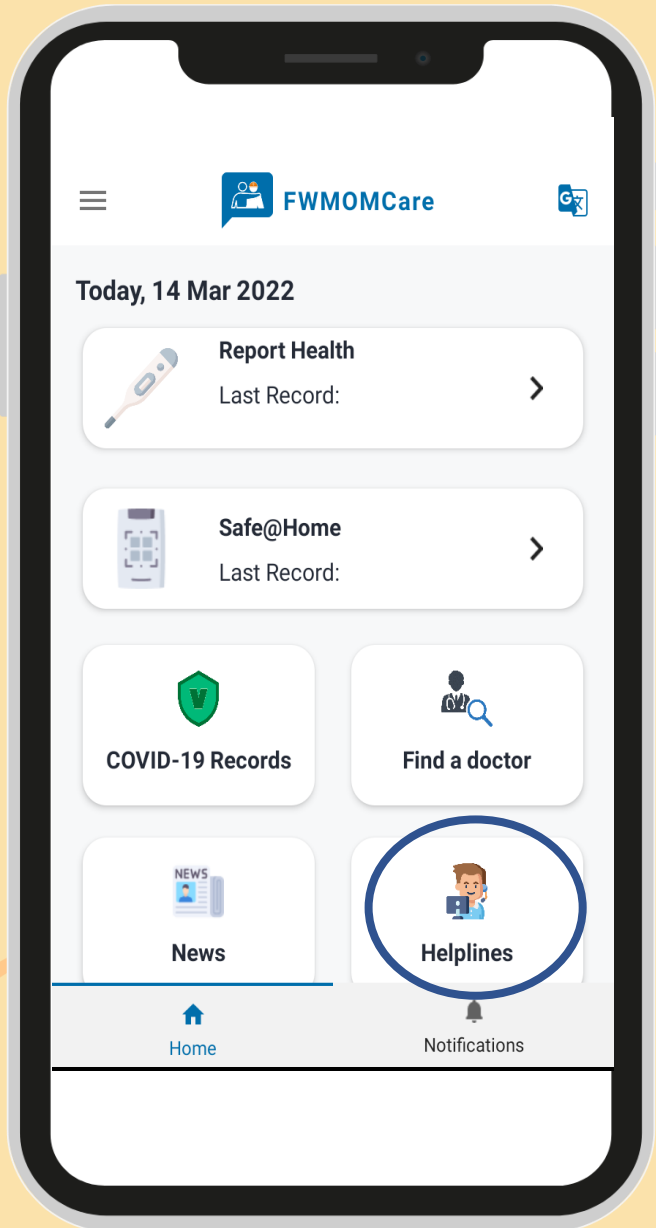 FWMOMCare
Today, 14 Mar 2022
Report Health
Last Record:
Safe@Home
Last Record:
V
COVID-19 Records
Find a doctor
NEWS
News
Helplines
Home
Notifications